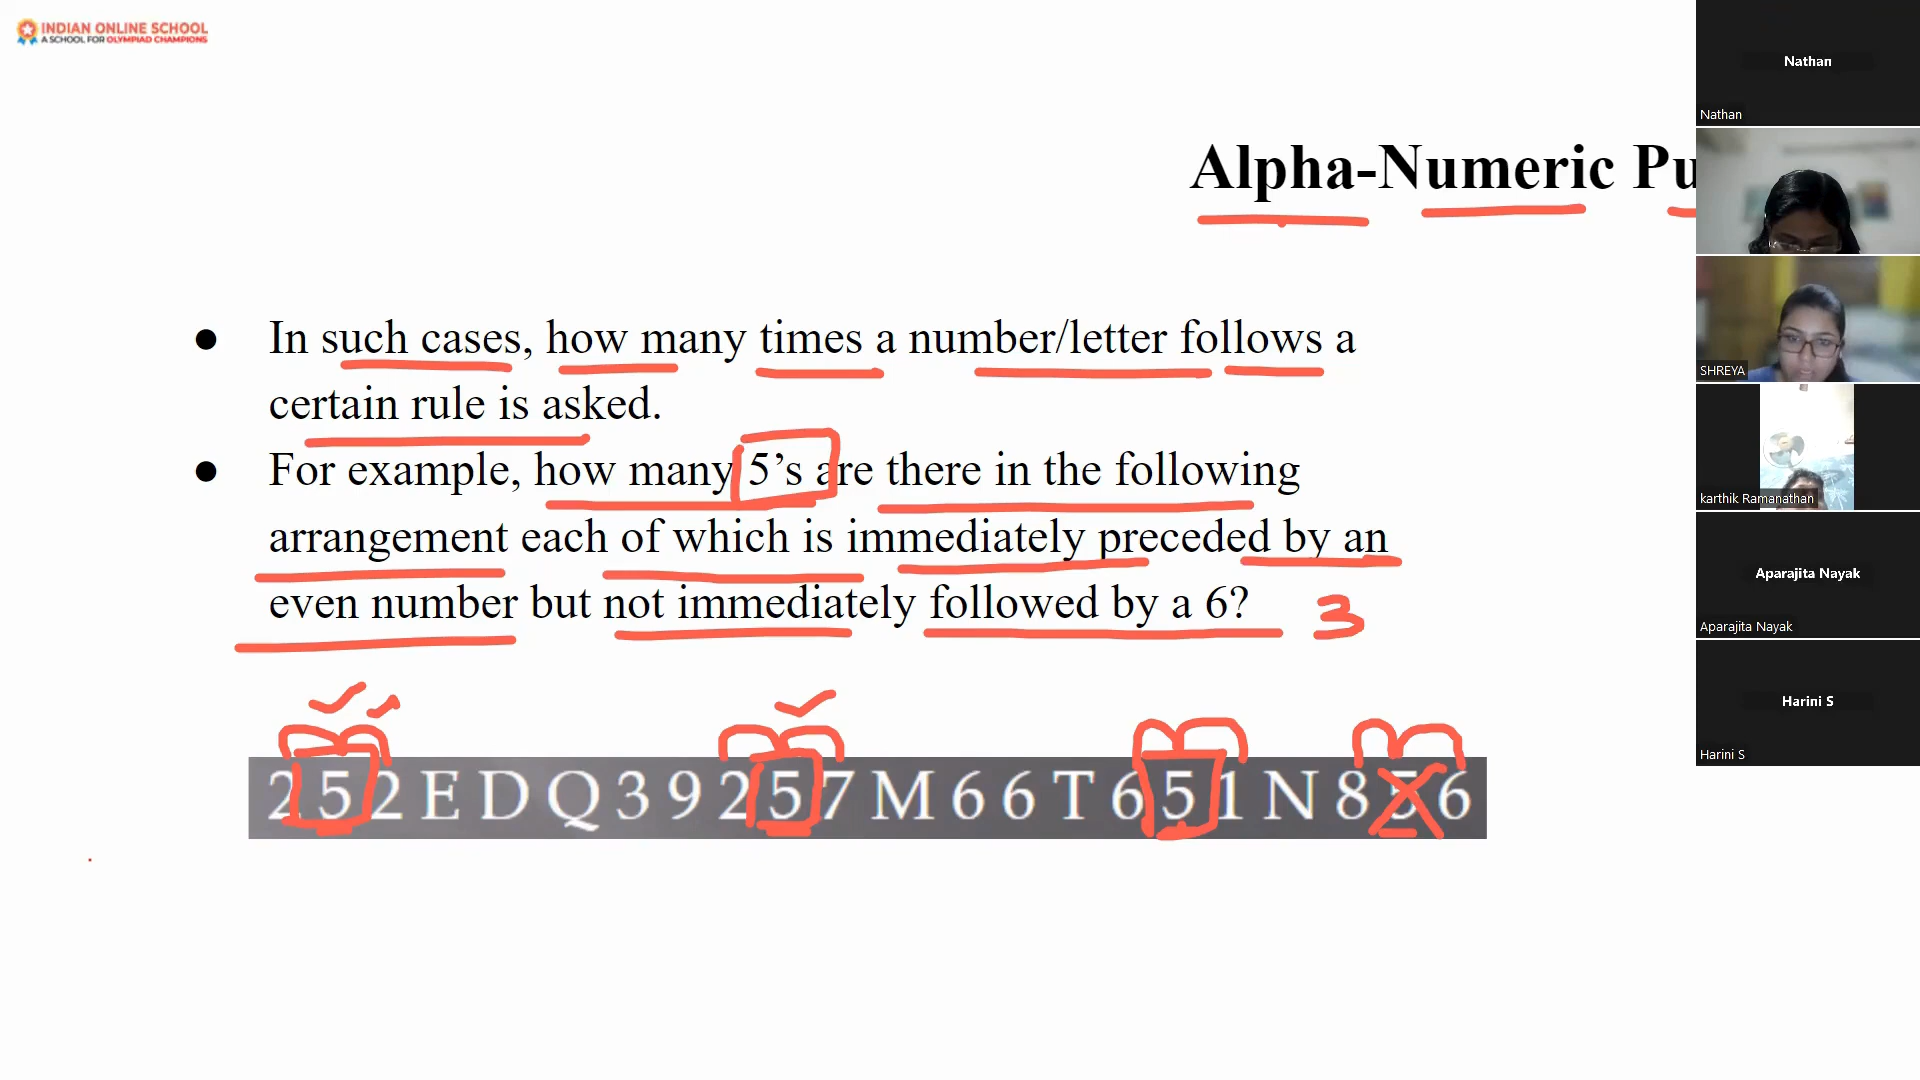 INDIAN ONLINE SCHOOL
A SCHOOL FOR OLYMPIAD CHAMPIONS
Alpha-Numeric Pu
● In such cases, how many times a number/letter follows a
certain rule is asked.
● For example, how many 5’s are there in the following
arrangement each of which is immediately preceded by an
even number but not immediately followed by a 6? 3
2 5 2 E D Q 3 9 2 5 7 M 6 6 T 6 5 1 N 8 5 6
Nathan
Nathan
SHREYA
karthik Ramanathan
Aparajita Nayak
Aparajita Nayak
Harini S
Harini S